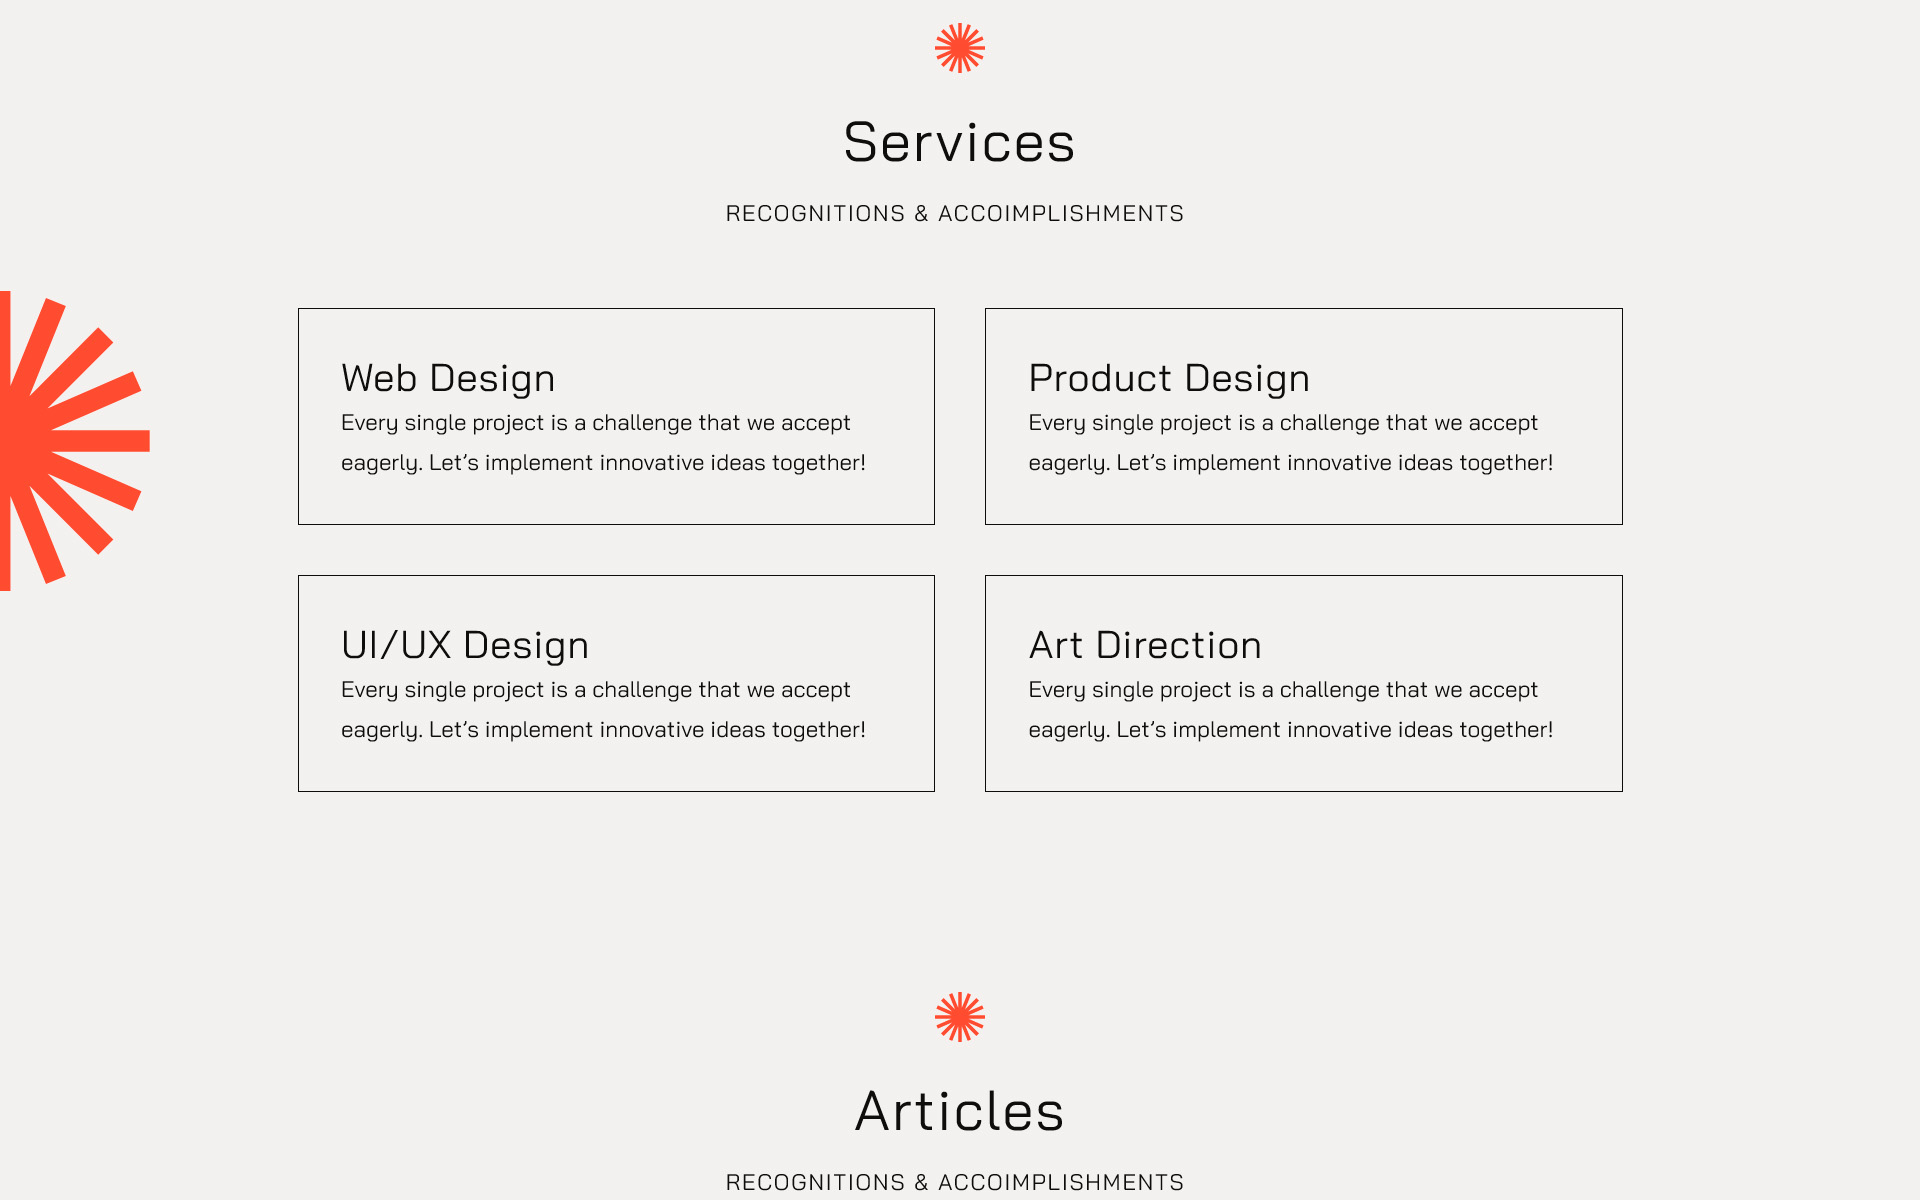 Services
RECOGNITIONS & ACCOIMPLISHMENTS
Web Design
Every single project is a challenge that we accept
eagerly. Let’s implement innovative ideas together!
Product Design
Every single project is a challenge that we accept
eagerly. Let’s implement innovative ideas together!
UI/UX Design
Every single project is a challenge that we accept
eagerly. Let’s implement innovative ideas together!
Art Direction
Every single project is a challenge that we accept
eagerly. Let’s implement innovative ideas together!
Articles
RECOGNITIONS & ACCOIMPLISHMENTS